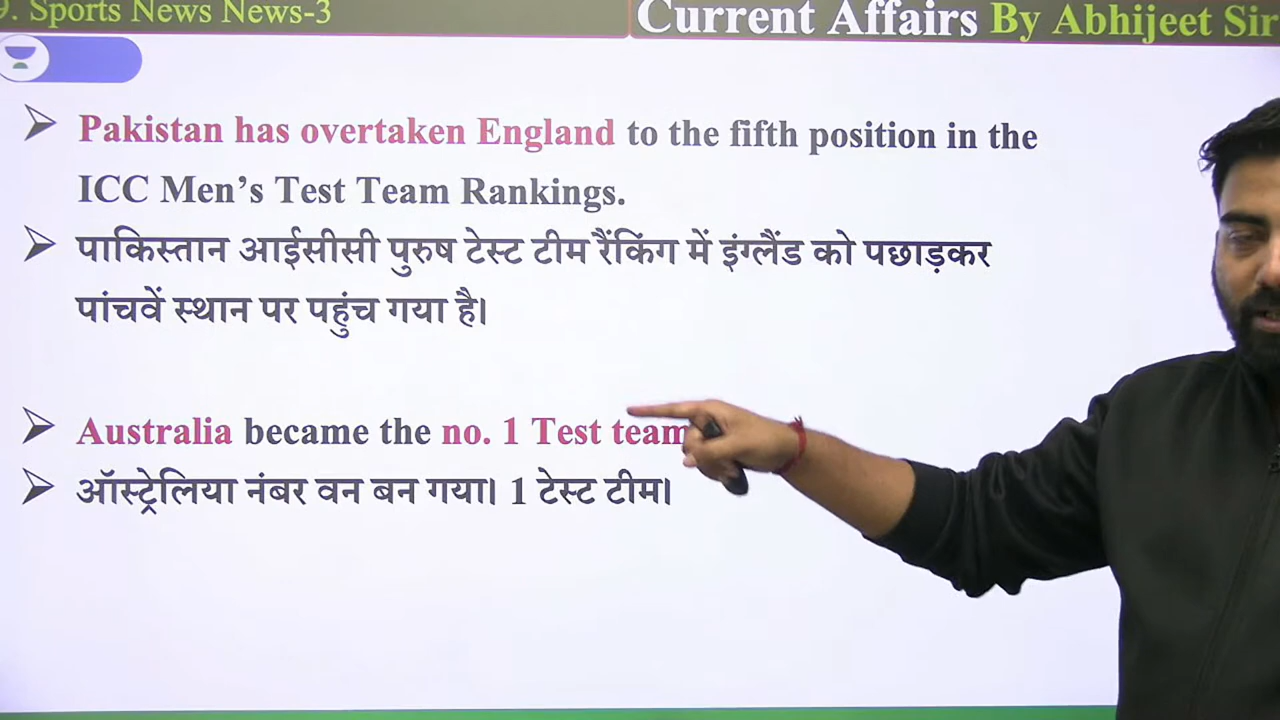 9. Sports News News-3
Current Affairs By Abhijeet Sir
Pakistan has overtaken England to the fifth position in the
ICC Men’s Test Team Rankings.
पाकिस्तान आईसीसी पुरुष टेस्ट टीम रैंकिंग में इंग्लैंड को पछाड़कर
पांचवें स्थान पर पहुंच गया है।
Australia became the no. 1 Test team
ऑस्ट्रेलिया नंबर वन बन गया। 1 टेस्ट टीम।